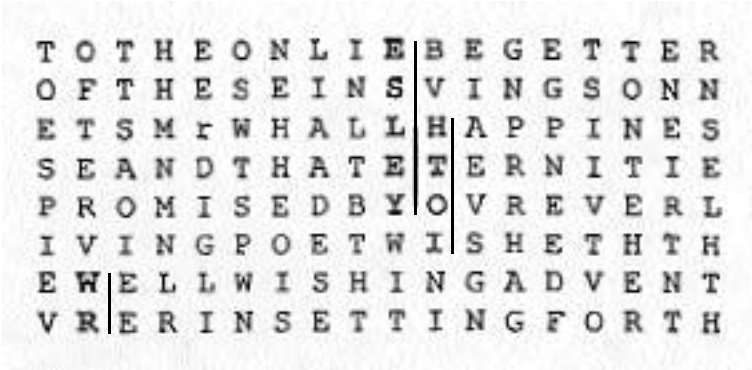 T O T H E O N L I E B E G E T T E R
O F T H E S E I N S V I N G S O N N
E T S M r W H A L L H A P P I N E S
S E A N D T H A T E T E R N I T I E
P R O M I S E D B Y O V R E V E R L
I V I N G P O E T W I S H E T H T H
E W E L L W I S H I N G A D V E N T
V R E R I N S E T T I N G F O R T H